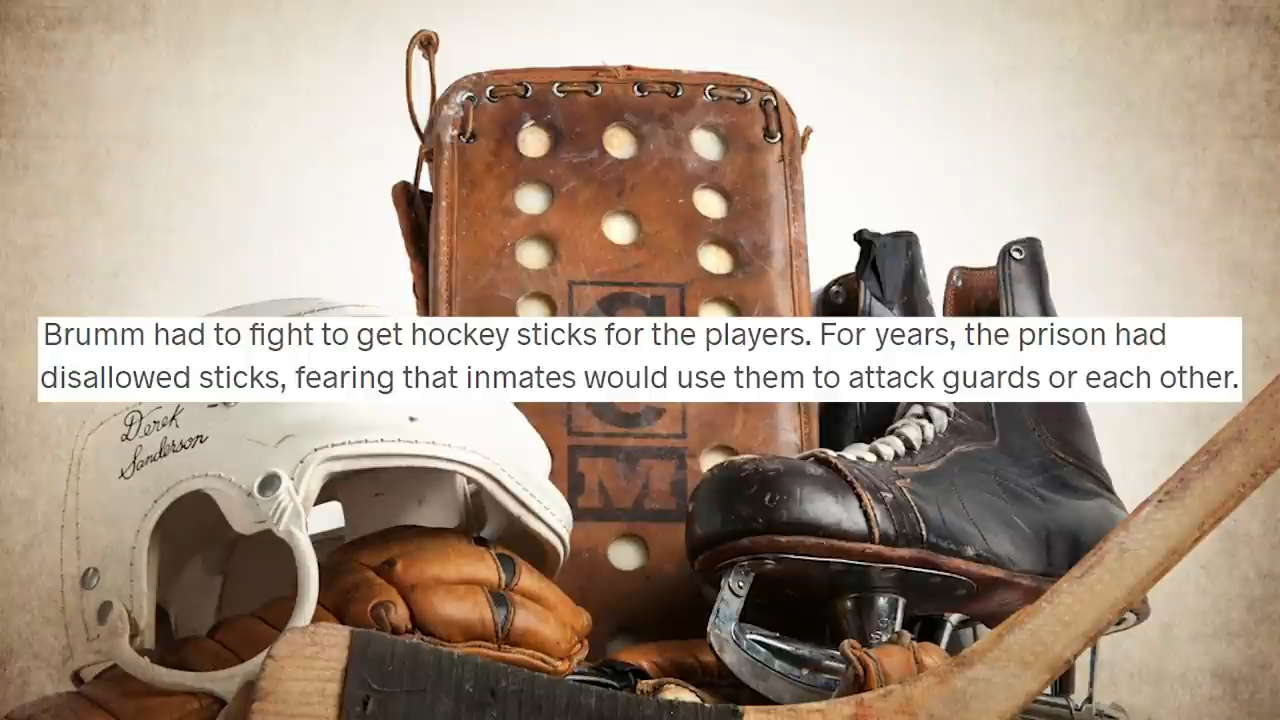 Brumm had to fight to get hockey sticks for the players. For years, the prison had
disallowed sticks, fearing that inmates would use them to attack guards or each other.
Derek
Sanderson
C
C
M